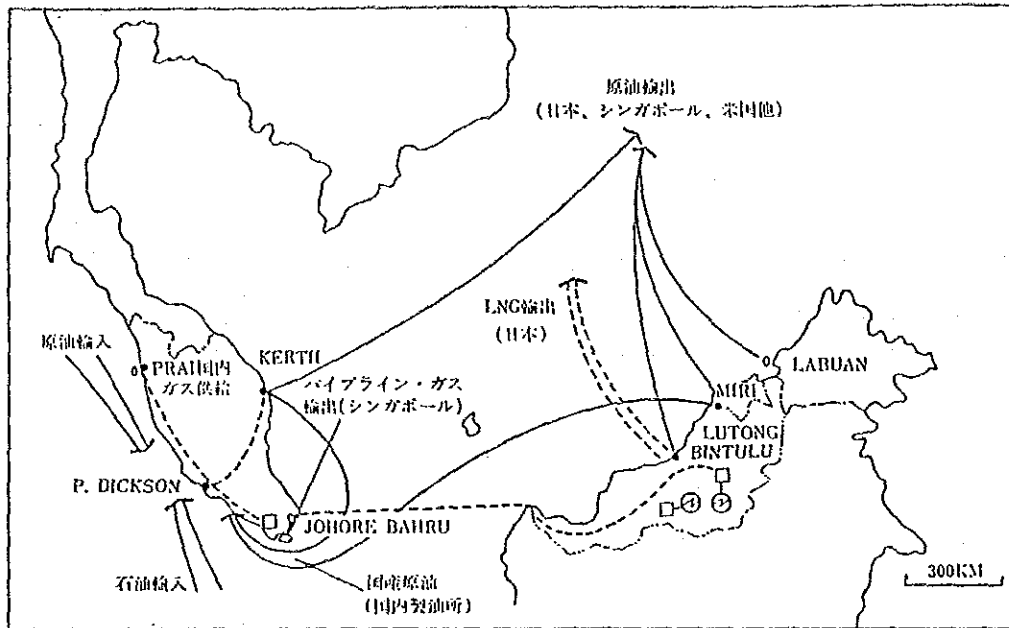 原油輸出
(日本、シンガポール、米国他)
LNG輸出
(日本)
原油輸入
PRAI国内
ガス供給
KERTH
パイプライン・ガス
輸出(シンガポール)
LABUAN
MIRI
LUTONG
BINTULU
P. DICKSON
JOHORE BAHRU
石油輸入
国産原油
(国内製油所)
300KM